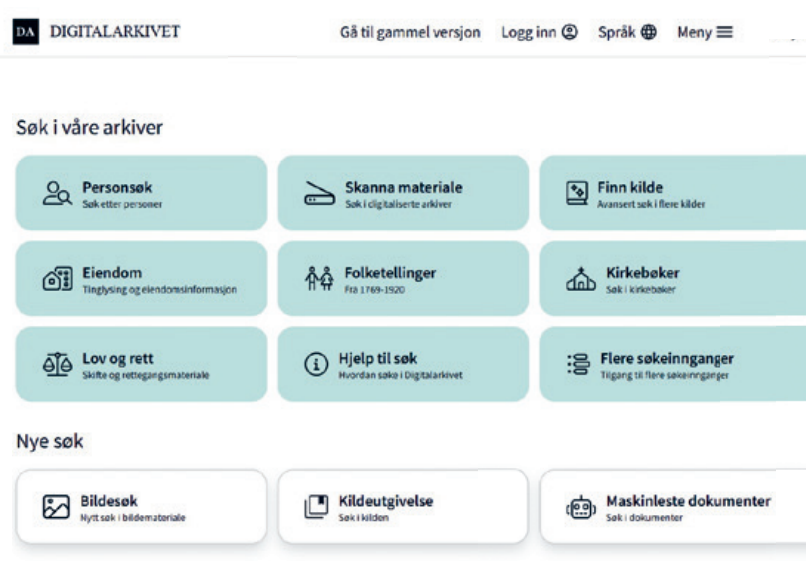 DA DIGITALARKIVET Gå til gammel versjon Logg inn Språk Meny
Søk i våre arkiver
Personsøk
Søk etter personer
Skanna materiale
Søk i digitaliserte arkiver
Finn kilde
Avansert søk i flere kilder
Eiendom
Tinglysing og eiendomsinformasjon
Folketellinger
Fra 1769-1920
Kirkebøker
Søk i kirkebøker
Lov og rett
Skifte og rettegangsmateriale
Hjelp til søk
Hvordan søke i Digitalarkivet
Flere søkeinnganger
Tilgang til flere søkeinnganger
Nye søk
Bildesøk
Nytt søk i bildemateriale
Kildeutgivelse
Søk i kilden
Maskinleste dokumenter
Søk i dokumenter